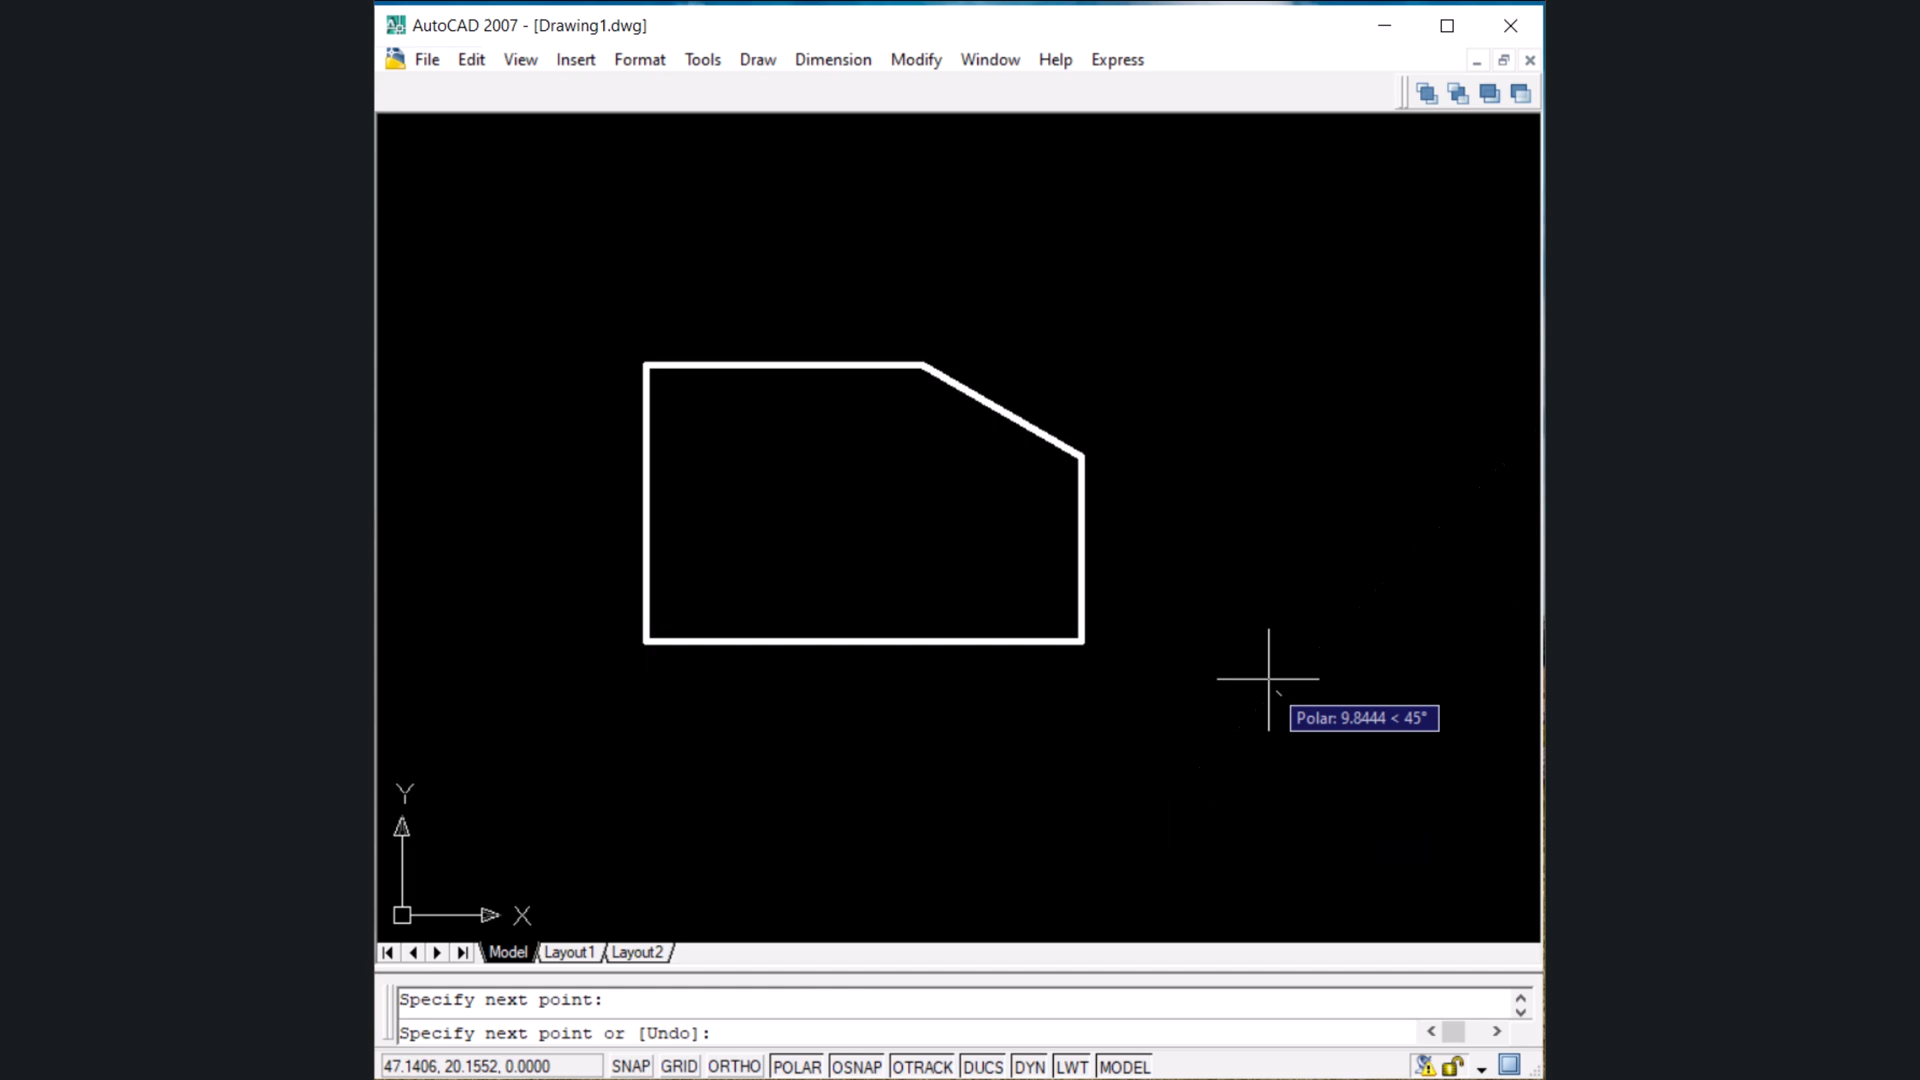 AutoCAD 2007 - [Drawing1.dwg]
File Edit View Insert Format Tools Draw Dimension Modify Window Help Express
Polar: 9.8444 < 45°
Y
X
Model Layout1 Layout2
Specify next point:
Specify next point or [Undo]:
47.1406, 20.1552, 0.0000 SNAP GRID ORTHO POLAR OSNAP OTRACK DUCS DYN LWT MODEL